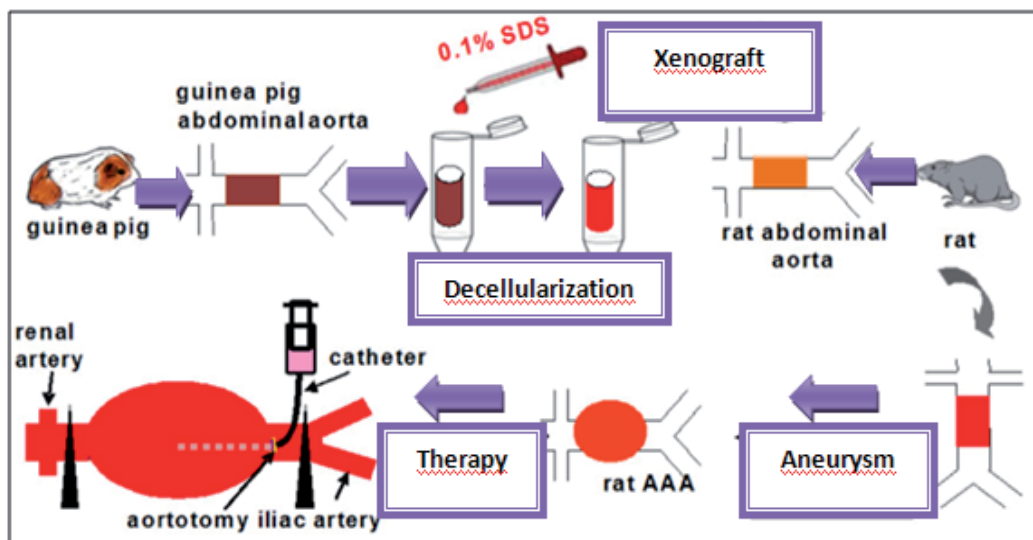 0.1% SDS
Xenograft
guinea pig
abdominal aorta
guinea pig
rat abdominal
aorta
rat
Decellularization
renal
artery
catheter
Therapy
rat AAA
Aneurysm
aortotomy iliac artery